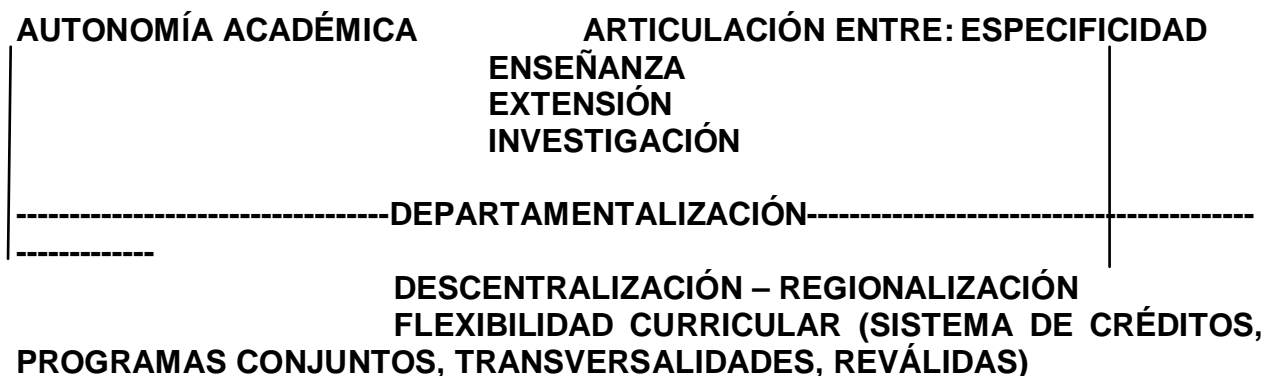 AUTONOMÍA ACADÉMICA ARTICULACIÓN ENTRE: ESPECIFICIDAD
ENSEÑANZA
EXTENSIÓN
INVESTIGACIÓN
-----------------------------------DEPARTAMENTALIZACIÓN------------------------------------------
-------------
DESCENTRALIZACIÓN – REGIONALIZACIÓN
FLEXIBILIDAD CURRICULAR (SISTEMA DE CRÉDITOS,
PROGRAMAS CONJUNTOS, TRANSVERSALIDADES, REVÁLIDAS)